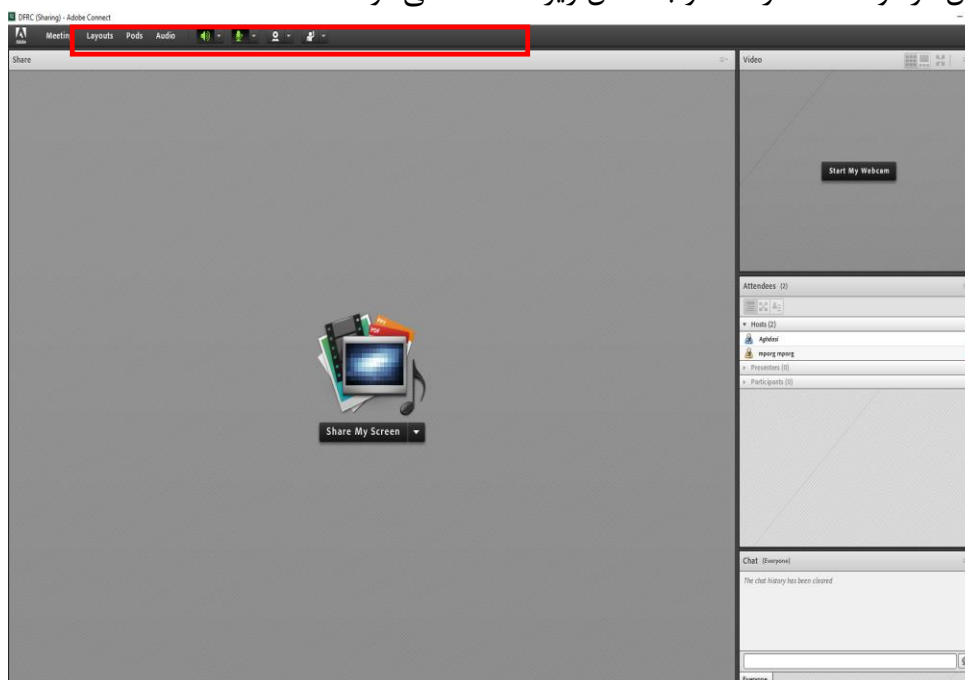 DFRC (Sharing) - Adobe Connect
Meetin Layouts Pods Audio
Share
Video
Start My Webcam
Share My Screen
Attendees (2)
Hosts (2)
Aghdasi
mporg mporg
Presenters (0)
Participants (0)
Chat (Everyone)
The chat history has been cleared
Everyone